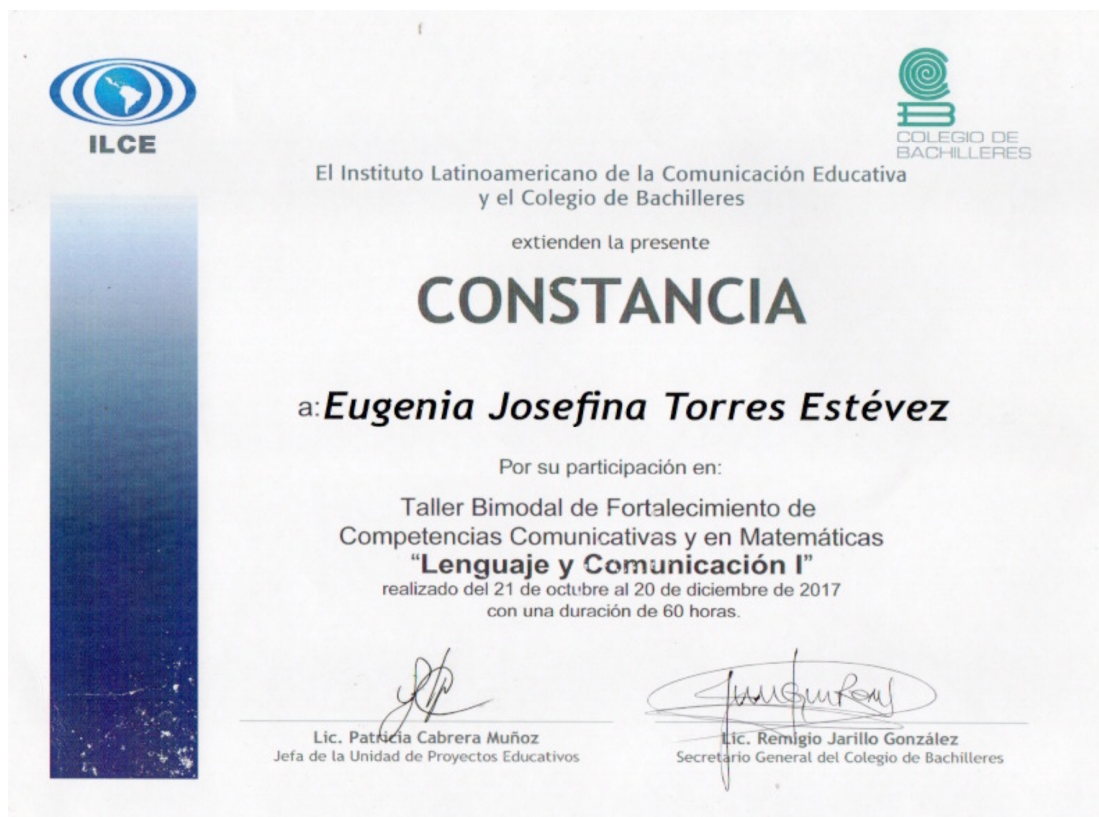 ILCE
COLEGIO DE
BACHILLERES
El Instituto Latinoamericano de la Comunicación Educativa
y el Colegio de Bachilleres
extienden la presente
CONSTANCIA
a: Eugenia Josefina Torres Estévez
Por su participación en:
Taller Bimodal de Fortalecimiento de
Competencias Comunicativas y en Matemáticas
“Lenguaje y Comunicación I”
realizado del 21 de octubre al 20 de diciembre de 2017
con una duración de 60 horas.
Lic. Patricia Cabrera Muñoz
Jefa de la Unidad de Proyectos Educativos
Lic. Remigio Jarillo González
Secretario General del Colegio de Bachilleres